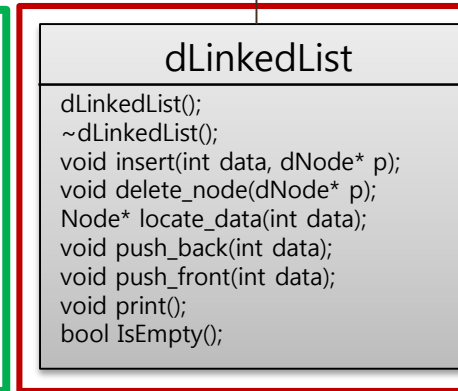 dLinkedList
dLinkedList();
~dLinkedList();
void insert(int data, dNode* p);
void delete_node(dNode* p);
Node* locate_data(int data);
void push_back(int data);
void push_front(int data);
void print();
bool IsEmpty();